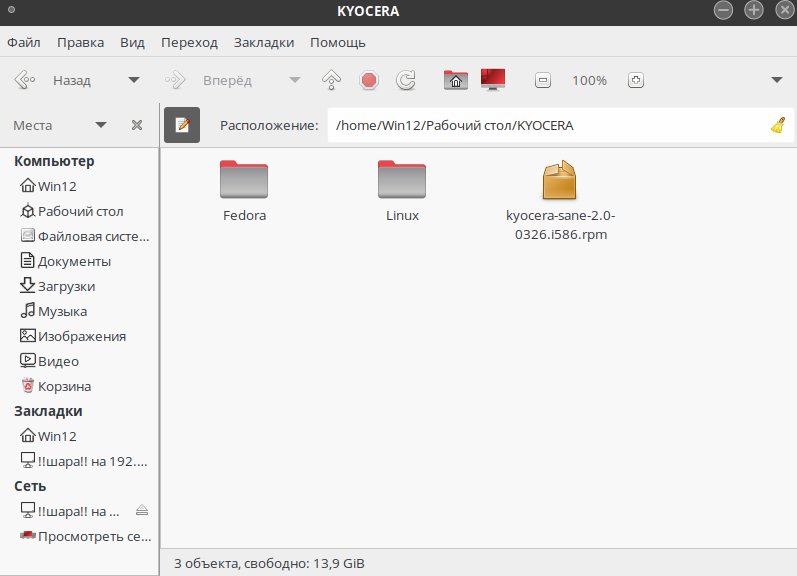 KYOCERA
Файл Правка Вид Переход Закладки Помощь
Назад Вперёд 100%
Места Расположение: /home/Win12/Рабочий стол/KYOCERA
Компьютер
Win12
Рабочий стол
Файловая систе...
Документы
Загрузки
Музыка
Изображения
Видео
Корзина
Закладки
Win12
!!шара!! на 192....
Сеть
!!шара!! на ...
Просмотреть се...
Fedora
Linux
kyocera-sane-2.0-
0326.i586.rpm
3 объекта, свободно: 13,9 GiB